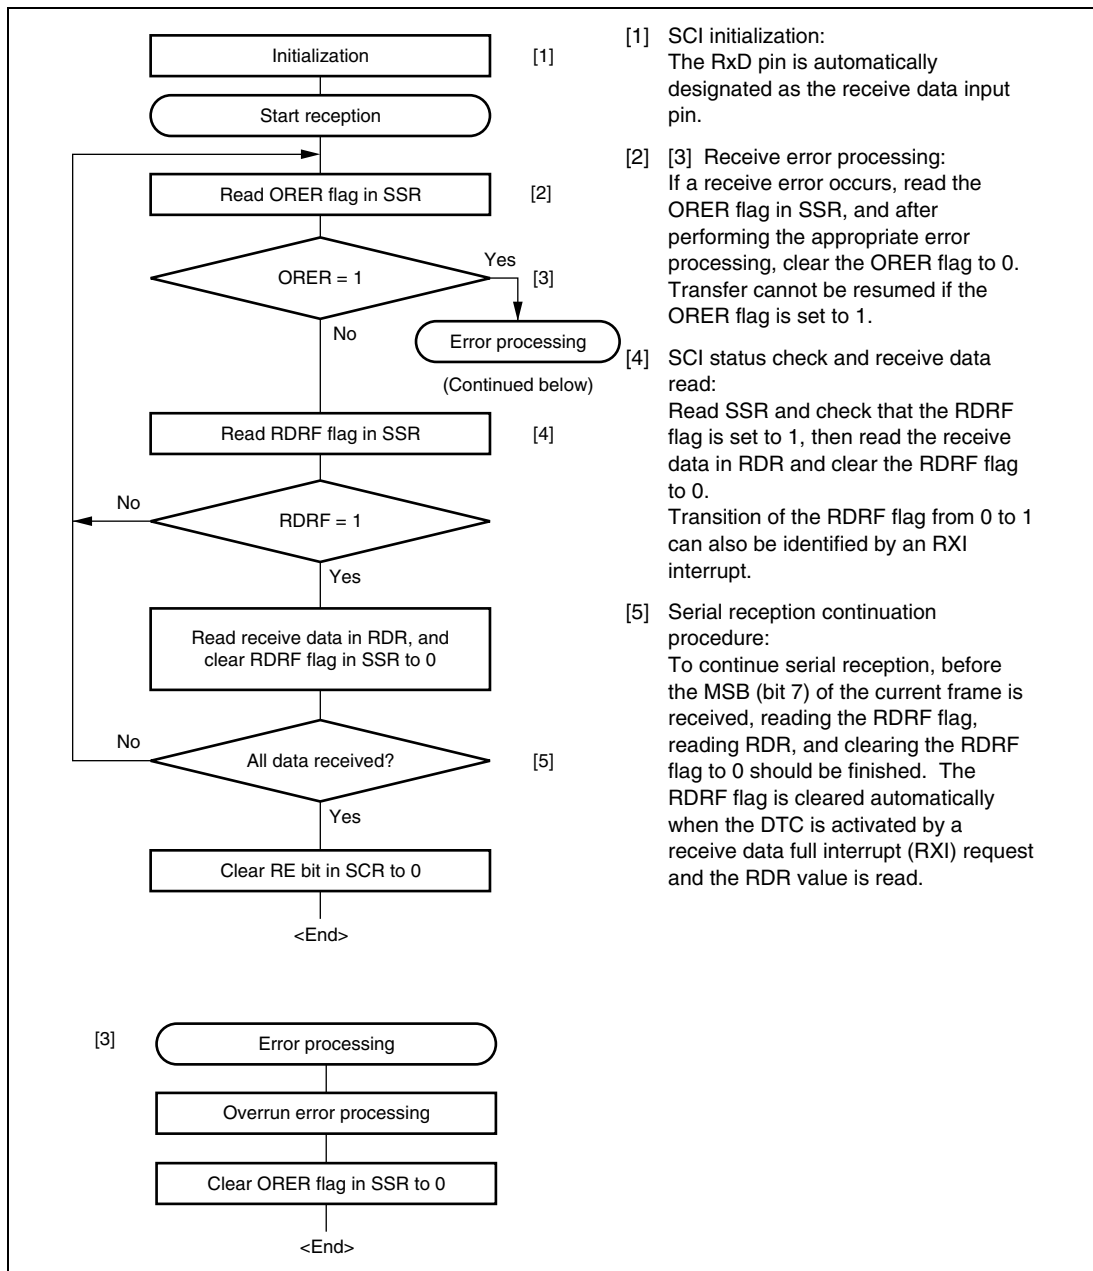 Initialization
[1]
Start reception
Read ORER flag in SSR
[2]
ORER = 1
Yes
[3]
No
Error processing
(Continued below)
Read RDRF flag in SSR
[4]
No
RDRF = 1
Yes
Read receive data in RDR, and
clear RDRF flag in SSR to 0
No
All data received?
[5]
Yes
Clear RE bit in SCR to 0
<End>
[3]
Error processing
Overrun error processing
Clear ORER flag in SSR to 0
<End>
[1] SCI initialization:
The RxD pin is automatically
designated as the receive data input
pin.
[2] [3] Receive error processing:
If a receive error occurs, read the
ORER flag in SSR, and after
performing the appropriate error
processing, clear the ORER flag to 0.
Transfer cannot be resumed if the
ORER flag is set to 1.
[4] SCI status check and receive data
read:
Read SSR and check that the RDRF
flag is set to 1, then read the receive
data in RDR and clear the RDRF flag
to 0.
Transition of the RDRF flag from 0 to 1
can also be identified by an RXI
interrupt.
[5] Serial reception continuation
procedure:
To continue serial reception, before
the MSB (bit 7) of the current frame is
received, reading the RDRF flag,
reading RDR, and clearing the RDRF
flag to 0 should be finished. The
RDRF flag is cleared automatically
when the DTC is activated by a
receive data full interrupt (RXI) request
and the RDR value is read.